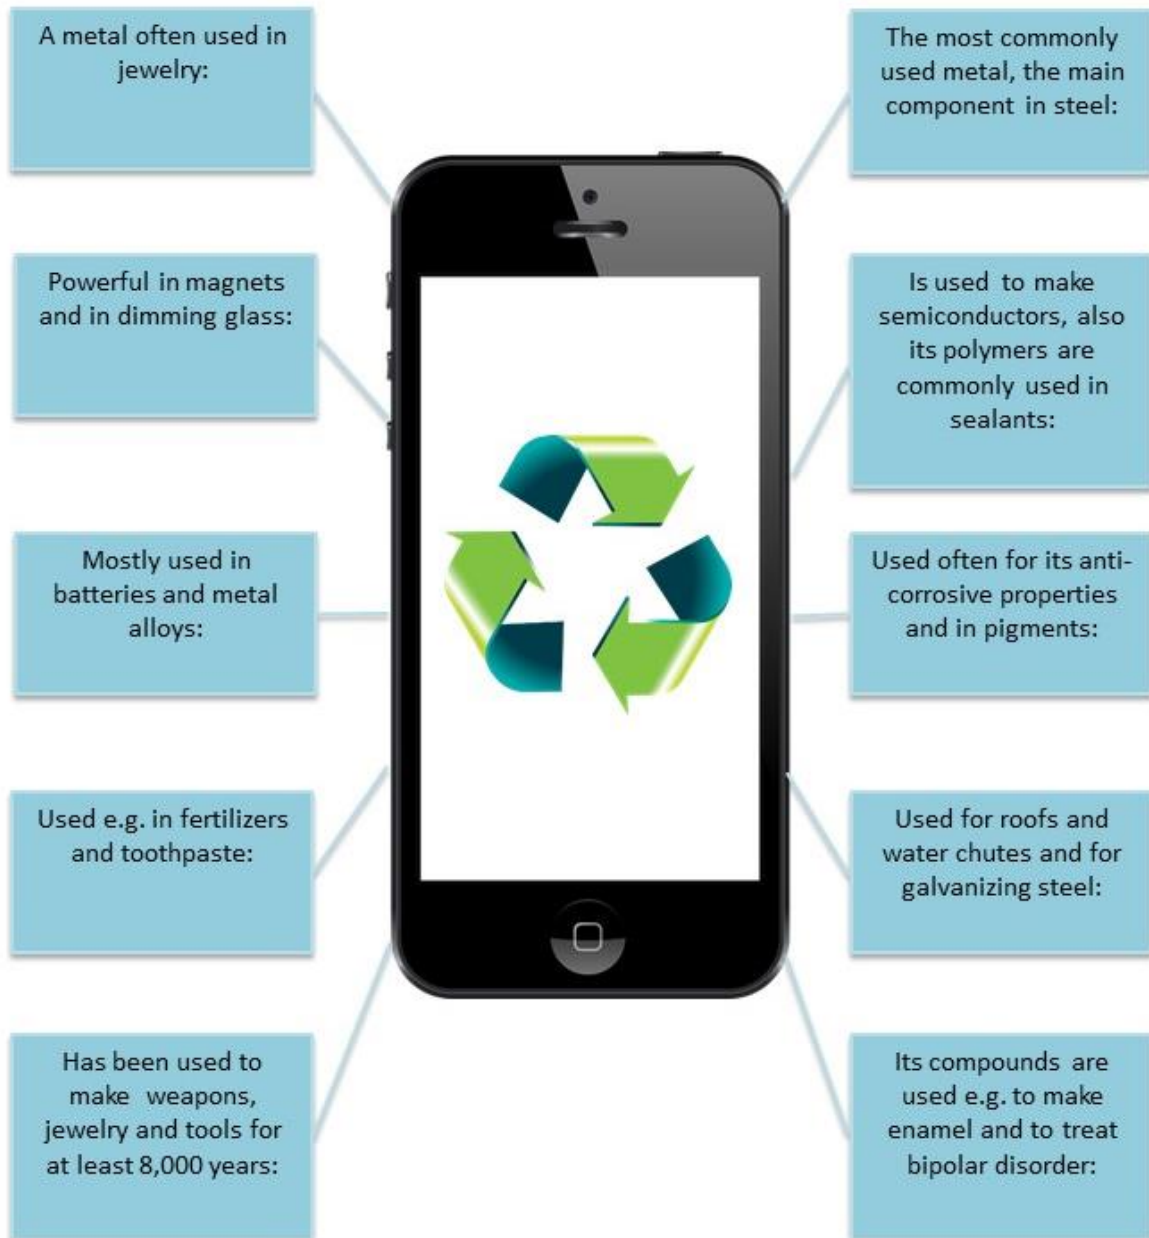 A metal often used in
jewelry:
The most commonly
used metal, the main
component in steel:
Powerful in magnets
and in dimming glass:
Is used to make
semiconductors, also
its polymers are
commonly used in
sealants:
Mostly used in
batteries and metal
alloys:
Used often for its anti-
corrosive properties
and in pigments:
Used e.g. in fertilizers
and toothpaste:
Used for roofs and
water chutes and for
galvanizing steel:
Has been used to
make weapons,
jewelry and tools for
at least 8,000 years:
Its compounds are
used e.g. to make
enamel and to treat
bipolar disorder: